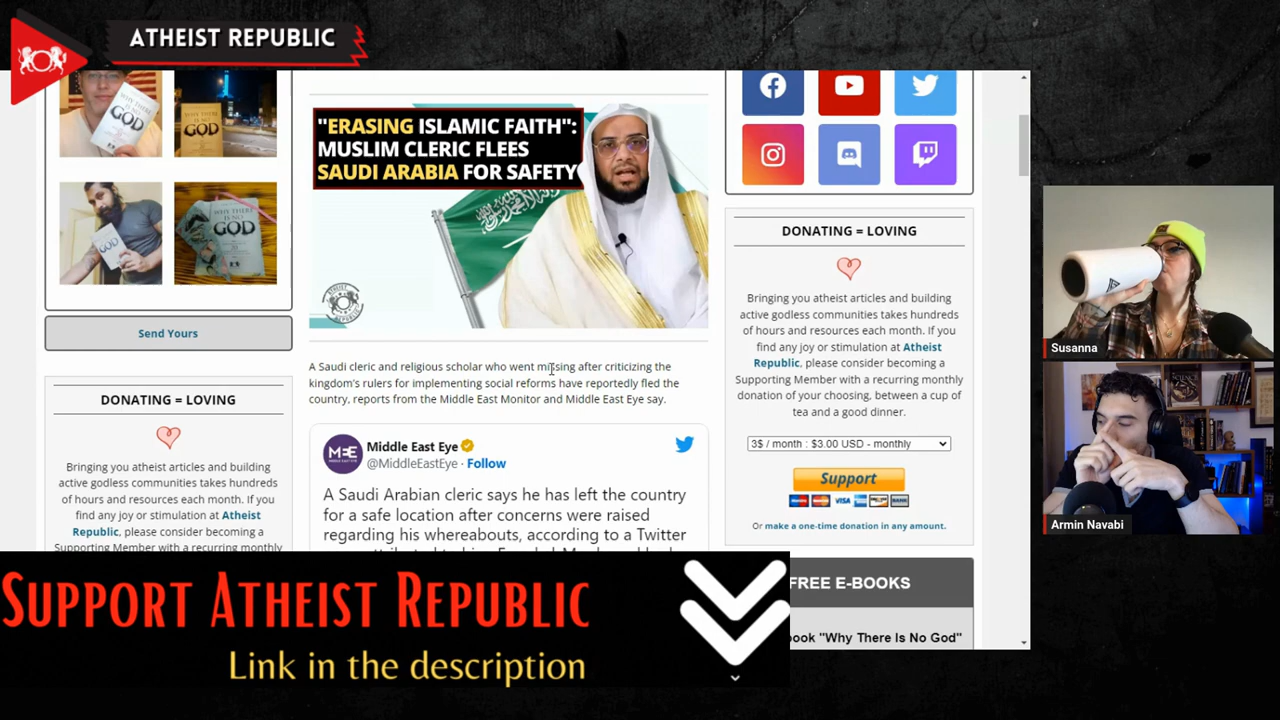 ATHEIST REPUBLIC
Send Yours
DONATING = LOVING
Bringing you atheist articles and building
active godless communities takes hundreds
of hours and resources each month. If you
find any joy or stimulation at Atheist
Republic, please consider becoming a
Supporting Member with a recurring monthly
"ERASING ISLAMIC FAITH":
MUSLIM CLERIC FLEES
SAUDI ARABIA FOR SAFETY
A Saudi cleric and religious scholar who went missing after criticizing the
kingdom's rulers for implementing social reforms have reportedly fled the
country, reports from the Middle East Monitor and Middle East Eye say.
MEE
Middle East Eye
@MiddleEastEye · Follow
A Saudi Arabian cleric says he has left the country
for a safe location after concerns were raised
regarding his whereabouts, according to a Twitter
DONATING = LOVING
Bringing you atheist articles and building
active godless communities takes hundreds
of hours and resources each month. If you
find any joy or stimulation at Atheist
Republic, please consider becoming a
Supporting Member with a recurring monthly
donation of your choosing, between a cup of
tea and a good dinner.
3$ / month : $3.00 USD - monthly
Support
VISA
Or make a one-time donation in any amount.
FREE E-BOOKS
ook "Why There Is No God"
Susanna
Armin Navabi
SUPPORT ATHEIST REPUBLIC
Link in the description